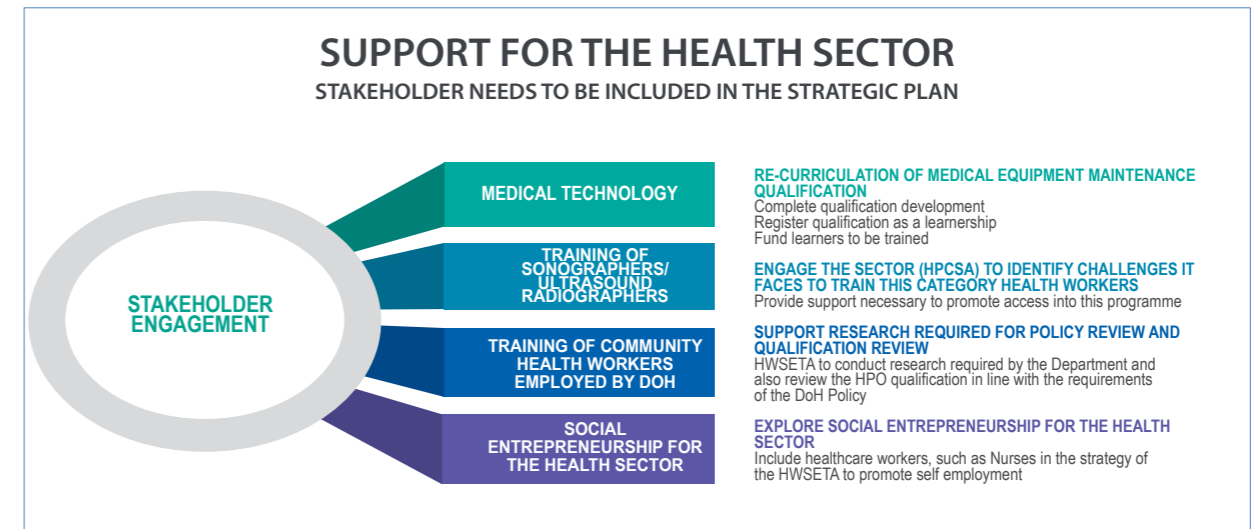 SUPPORT FOR THE HEALTH SECTOR
STAKEHOLDER NEEDS TO BE INCLUDED IN THE STRATEGIC PLAN
STAKEHOLDER
ENGAGEMENT
MEDICAL TECHNOLOGY
RE-CURRICULATION OF MEDICAL EQUIPMENT MAINTENANCE
QUALIFICATION
Complete qualification development
Register qualification as a learnership
Fund learners to be trained
TRAINING OF
SONOGRAPHERS/
ULTRASOUND
RADIOGRAPHERS
ENGAGE THE SECTOR (HPCSA) TO IDENTIFY CHALLENGES IT
FACES TO TRAIN THIS CATEGORY HEALTH WORKERS
Provide support necessary to promote access into this programme
TRAINING OF COMMUNITY
HEALTH WORKERS
EMPLOYED BY DOH
SUPPORT RESEARCH REQUIRED FOR POLICY REVIEW AND
QUALIFICATION REVIEW
HWSETA to conduct research required by the Department and
also review the HPO qualification in line with the requirements
of the DoH Policy
SOCIAL
ENTREPRENEURSHIP FOR
THE HEALTH SECTOR
EXPLORE SOCIAL ENTREPRENEURSHIP FOR THE HEALTH
SECTOR
Include healthcare workers, such as Nurses in the strategy of
the HWSETA to promote self employment